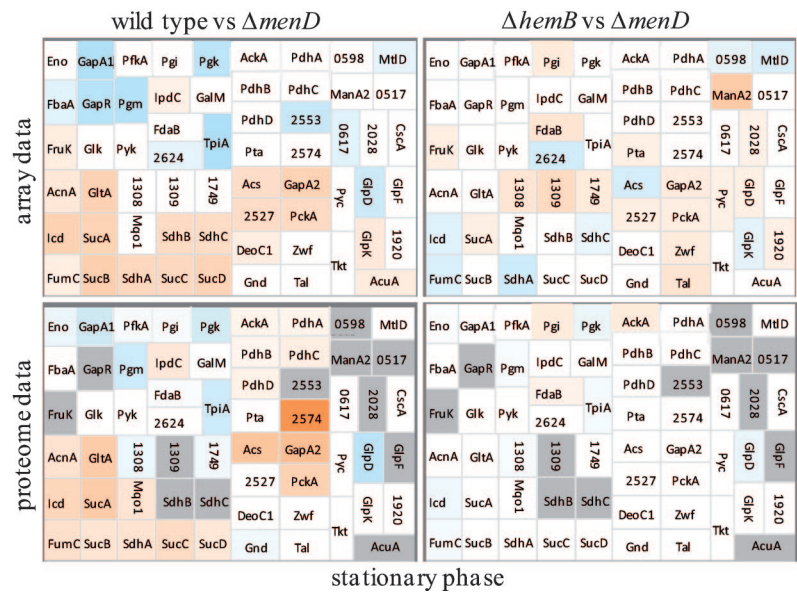 wild type vs ΔmenD
ΔhemB vs ΔmenD
array data
Eno GapA1 PfkA Pgi Pgk AckA PdhA 0598 MtlD
FbaA GapR Pgm IpdC GalM PdhB PdhC ManA2 0517
FruK Glk Pyk FdaB 2624 TpiA PdhD 2553 Pta 2574 0617 2028 CscA
AcnA GltA 1308 1309 1749 Acs GapA2 Pyc GlpD GlpF
Icd SucA Mqo1 SdhB SdhC 2527 PckA DeoC1 Zwf GlpK 1920
FumC SucB SdhA SucC SucD Gnd Tal Tkt AcuA
Eno GapA1 PfkA Pgi Pgk AckA PdhA 0598 MtlD
FbaA GapR Pgm IpdC GalM PdhB PdhC ManA2 0517
FruK Glk Pyk FdaB 2624 TpiA PdhD 2553 Pta 2574 0617 2028 CscA
AcnA GltA 1308 1309 1749 Acs GapA2 Pyc GlpD GlpF
Icd SucA Mqo1 SdhB SdhC 2527 PckA DeoC1 Zwf GlpK 1920
FumC SucB SdhA SucC SucD Gnd Tal Tkt AcuA
proteome data
Eno GapA1 PfkA Pgi Pgk AckA PdhA 0598 MtlD
FbaA GapR Pgm IpdC GalM PdhB PdhC ManA2 0517
FruK Glk Pyk FdaB 2624 TpiA PdhD 2553 Pta 2574 0617 2028 CscA
AcnA GltA 1308 1309 1749 Acs GapA2 Pyc GlpD GlpF
Icd SucA Mqo1 SdhB SdhC 2527 PckA DeoC1 Zwf GlpK 1920
FumC SucB SdhA SucC SucD Gnd Tal Tkt AcuA
Eno GapA1 PfkA Pgi Pgk AckA PdhA 0598 MtlD
FbaA GapR Pgm IpdC GalM PdhB PdhC ManA2 0517
FruK Glk Pyk FdaB 2624 TpiA PdhD 2553 Pta 2574 0617 2028 CscA
AcnA GltA 1308 1309 1749 Acs GapA2 Pyc GlpD GlpF
Icd SucA Mqo1 SdhB SdhC 2527 PckA DeoC1 Zwf GlpK 1920
FumC SucB SdhA SucC SucD Gnd Tal Tkt AcuA
stationary phase